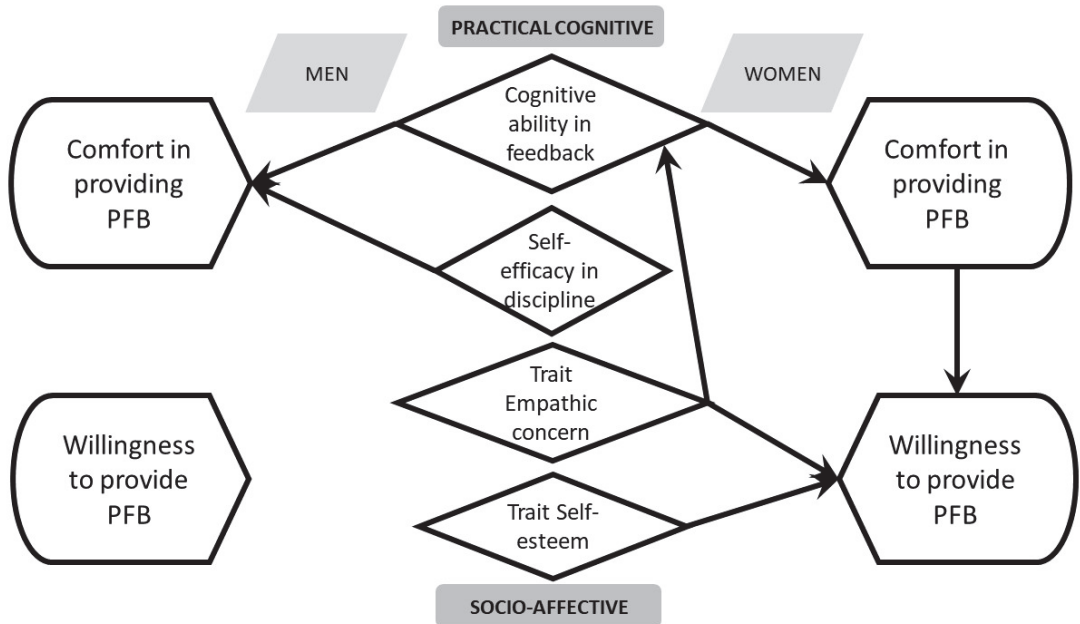 PRACTICAL COGNITIVE
MEN
WOMEN
Cognitive
ability in
feedback
Comfort in
providing
PFB
Comfort in
providing
PFB
Self-
efficacy in
discipline
Trait
Empathic
concern
Willingness
to provide
PFB
Willingness
to provide
PFB
Trait Self-
esteem
SOCIO-AFFECTIVE